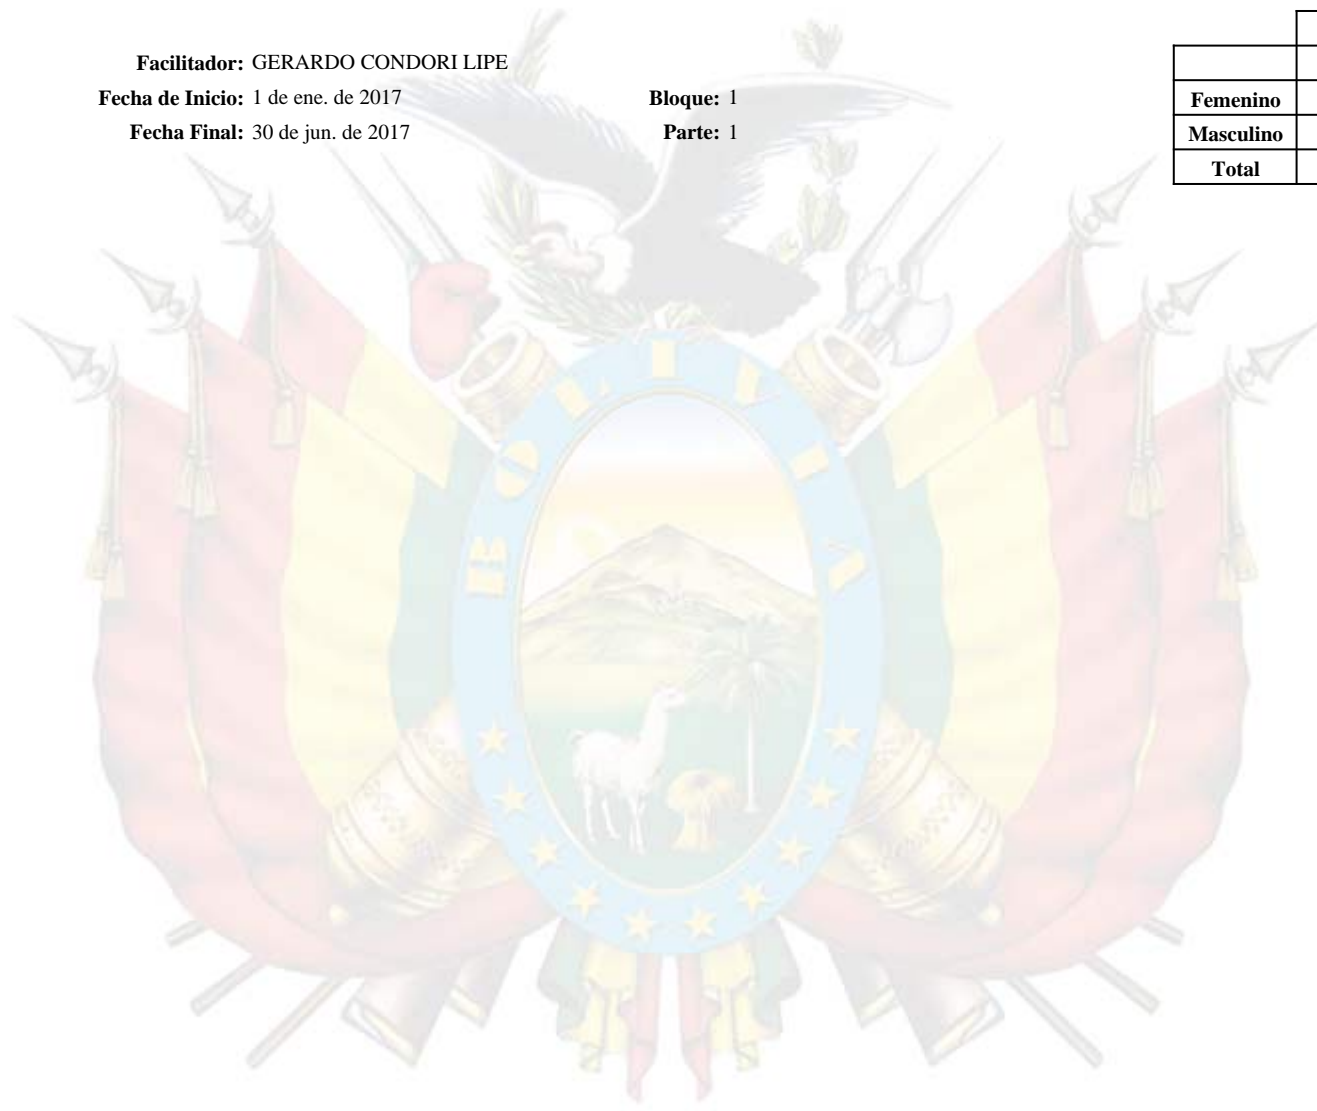 Facilitador: GERARDO CONDORI LIPE
Fecha de Inicio: 1 de ene. de 2017 Bloque: 1
Fecha Final: 30 de jun. de 2017 Parte: 1
Femenino
Masculino
Total
BOLIVIA